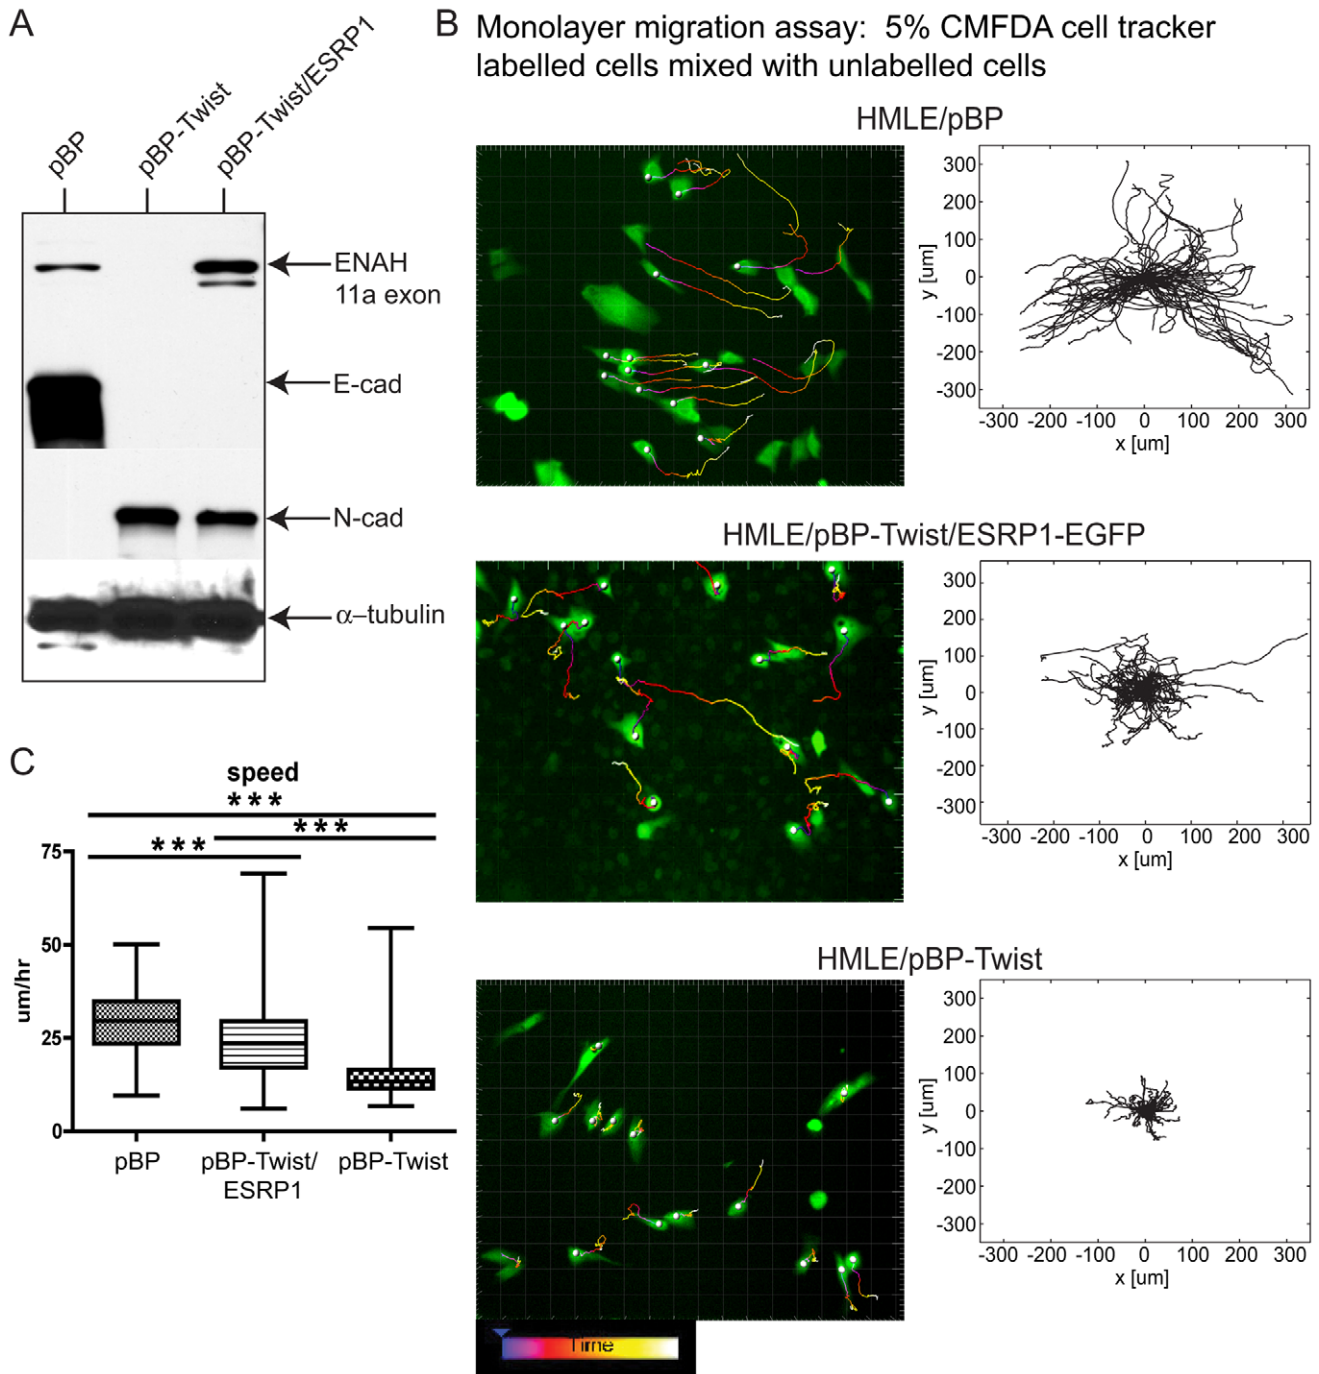 A
pBP
pBP-Twist
pBP-Twist/ESRP1
ENAH
11a exon
E-cad
N-cad
α–tubulin
B Monolayer migration assay: 5% CMFDA cell tracker
labelled cells mixed with unlabelled cells
HMLE/pBP
300
200
100
0
-100
-200
-300
y [um]
-300 -200 -100 0 100 200 300
x [um]
HMLE/pBP-Twist/ESRP1-EGFP
300
200
100
0
-100
-200
-300
y [um]
-300 -200 -100 0 100 200 300
x [um]
HMLE/pBP-Twist
300
200
100
0
-100
-200
-300
y [um]
-300 -200 -100 0 100 200 300
x [um]
Time
C
speed
***
***
***
75
50
25
0
um/hr
pBP
pBP-Twist/
ESRP1
pBP-Twist